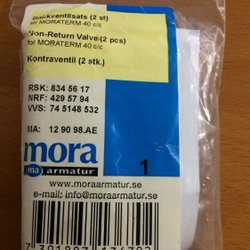 Backventilsats (2 st)
till MORATERM 40 c/c
Non-Return Valve (2 pcs)
for MORATERM 40 c/c
Kontraventil (2 stk.)
RSK: 834 56 17
NRF: 429 57 94
VVS: 74 5148 532
MA: 12 90 98.AE
mora
ma armatur
1
www.moraarmatur.se
e-mail: info@moraarmatur.se